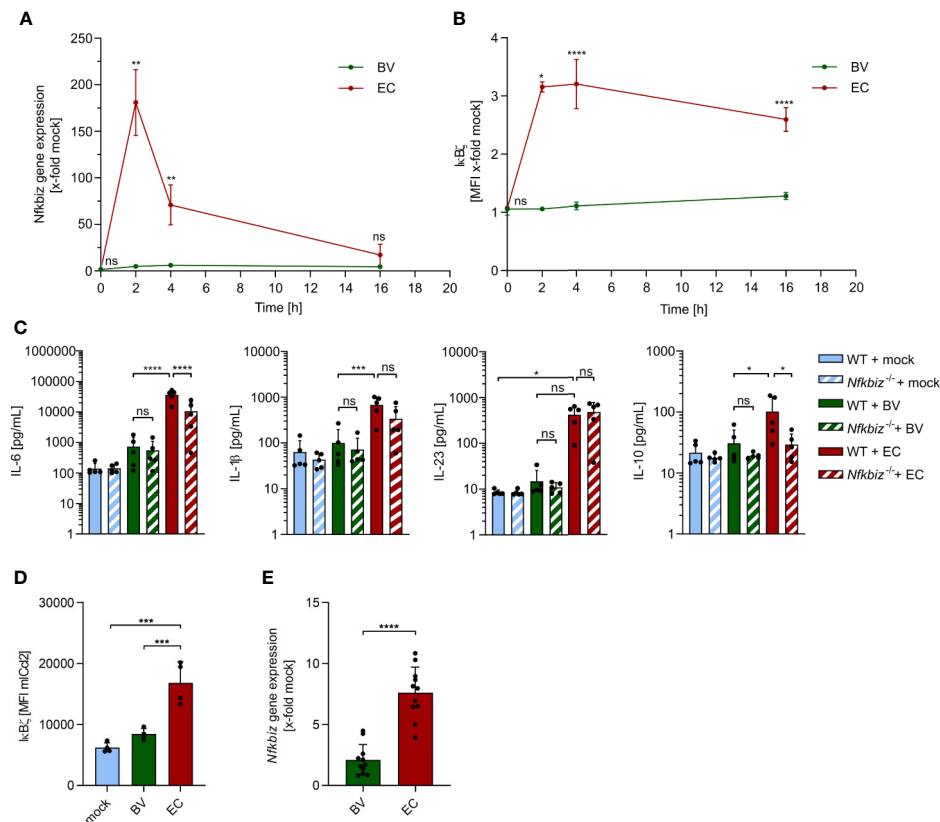 A
Nfkbiz gene expression
[x-fold mock]
250
200
150
100
75
50
25
0
0 2 4 6 8 10 12 14 16 18 20
Time [h]
ns
**
**
ns
BV
EC
B
IκBζ
[MFI x-fold mock]
4
3
2
1
0
0 2 4 6 8 10 12 14 16 18 20
Time [h]
ns
*
****
****
BV
EC
C
IL-6 [pg/mL]
1000000
100000
10000
1000
100
10
1
**** ****
ns
IL-1β [pg/mL]
10000
1000
100
10
1
*** ns
ns
IL-23 [pg/mL]
10000
1000
100
10
1
* ns
ns
ns
IL-10 [pg/mL]
1000
100
10
1
* *
ns
WT + mock
Nfkbiz -/- + mock
WT + BV
Nfkbiz -/- + BV
WT + EC
Nfkbiz -/-+ EC
D
IκBζ [MFI mICd2]
30000
20000
10000
0
***
***
mock BV EC
E
Nfkbiz gene expression
[x-fold mock]
15
10
5
0
****
BV EC